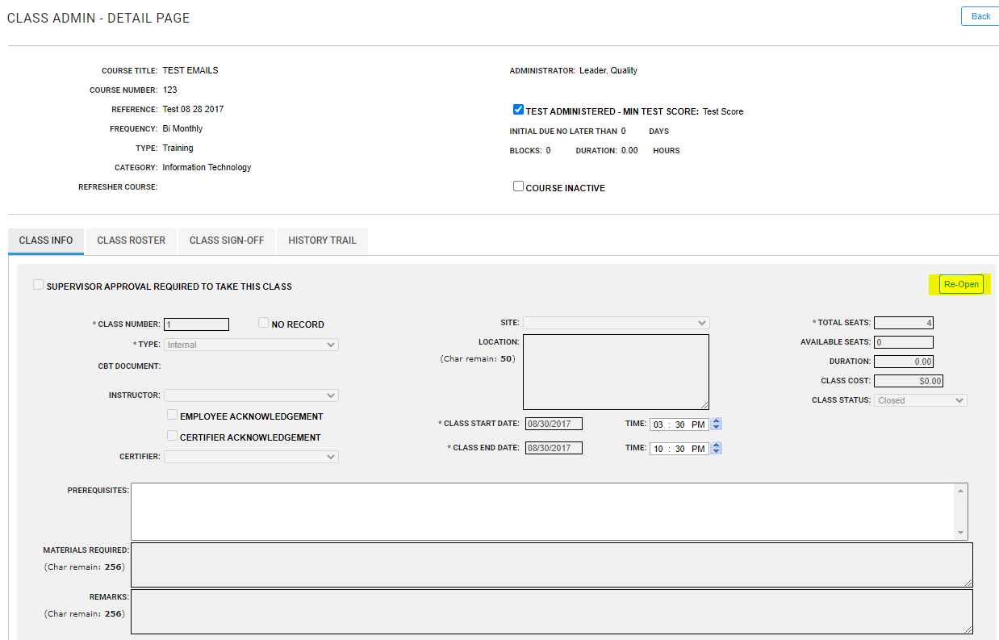 CLASS ADMIN - DETAIL PAGE
Back
COURSE TITLE: TEST EMAILS
ADMINISTRATOR: Leader, Quality
COURSE NUMBER: 123
REFERENCE: Test 08 28 2017
TEST ADMINISTERED - MIN TEST SCORE: Test Score
FREQUENCY: Bi Monthly
INITIAL DUE NO LATER THAN 0 DAYS
TYPE: Training
BLOCKS: 0 DURATION: 0.00 HOURS
CATEGORY: Information Technology
REFRESHER COURSE:
COURSE INACTIVE
CLASS INFO CLASS ROSTER CLASS SIGN-OFF HISTORY TRAIL
SUPERVISOR APPROVAL REQUIRED TO TAKE THIS CLASS
Re-Open
* CLASS NUMBER: 1 NO RECORD
* TYPE: Internal
CBT DOCUMENT:
INSTRUCTOR:
EMPLOYEE ACKNOWLEDGEMENT
CERTIFIER ACKNOWLEDGEMENT
CERTIFIER:
SITE:
LOCATION:
(Char remain: 50)
* CLASS START DATE: 08/30/2017 TIME: 03 : 30 PM
* CLASS END DATE: 08/30/2017 TIME: 10 : 30 PM
* TOTAL SEATS: 4
AVAILABLE SEATS: 0
DURATION: 0.00
CLASS COST: $0.00
CLASS STATUS: Closed
PREREQUISITES:
MATERIALS REQUIRED:
(Char remain: 256)
REMARKS:
(Char remain: 256)